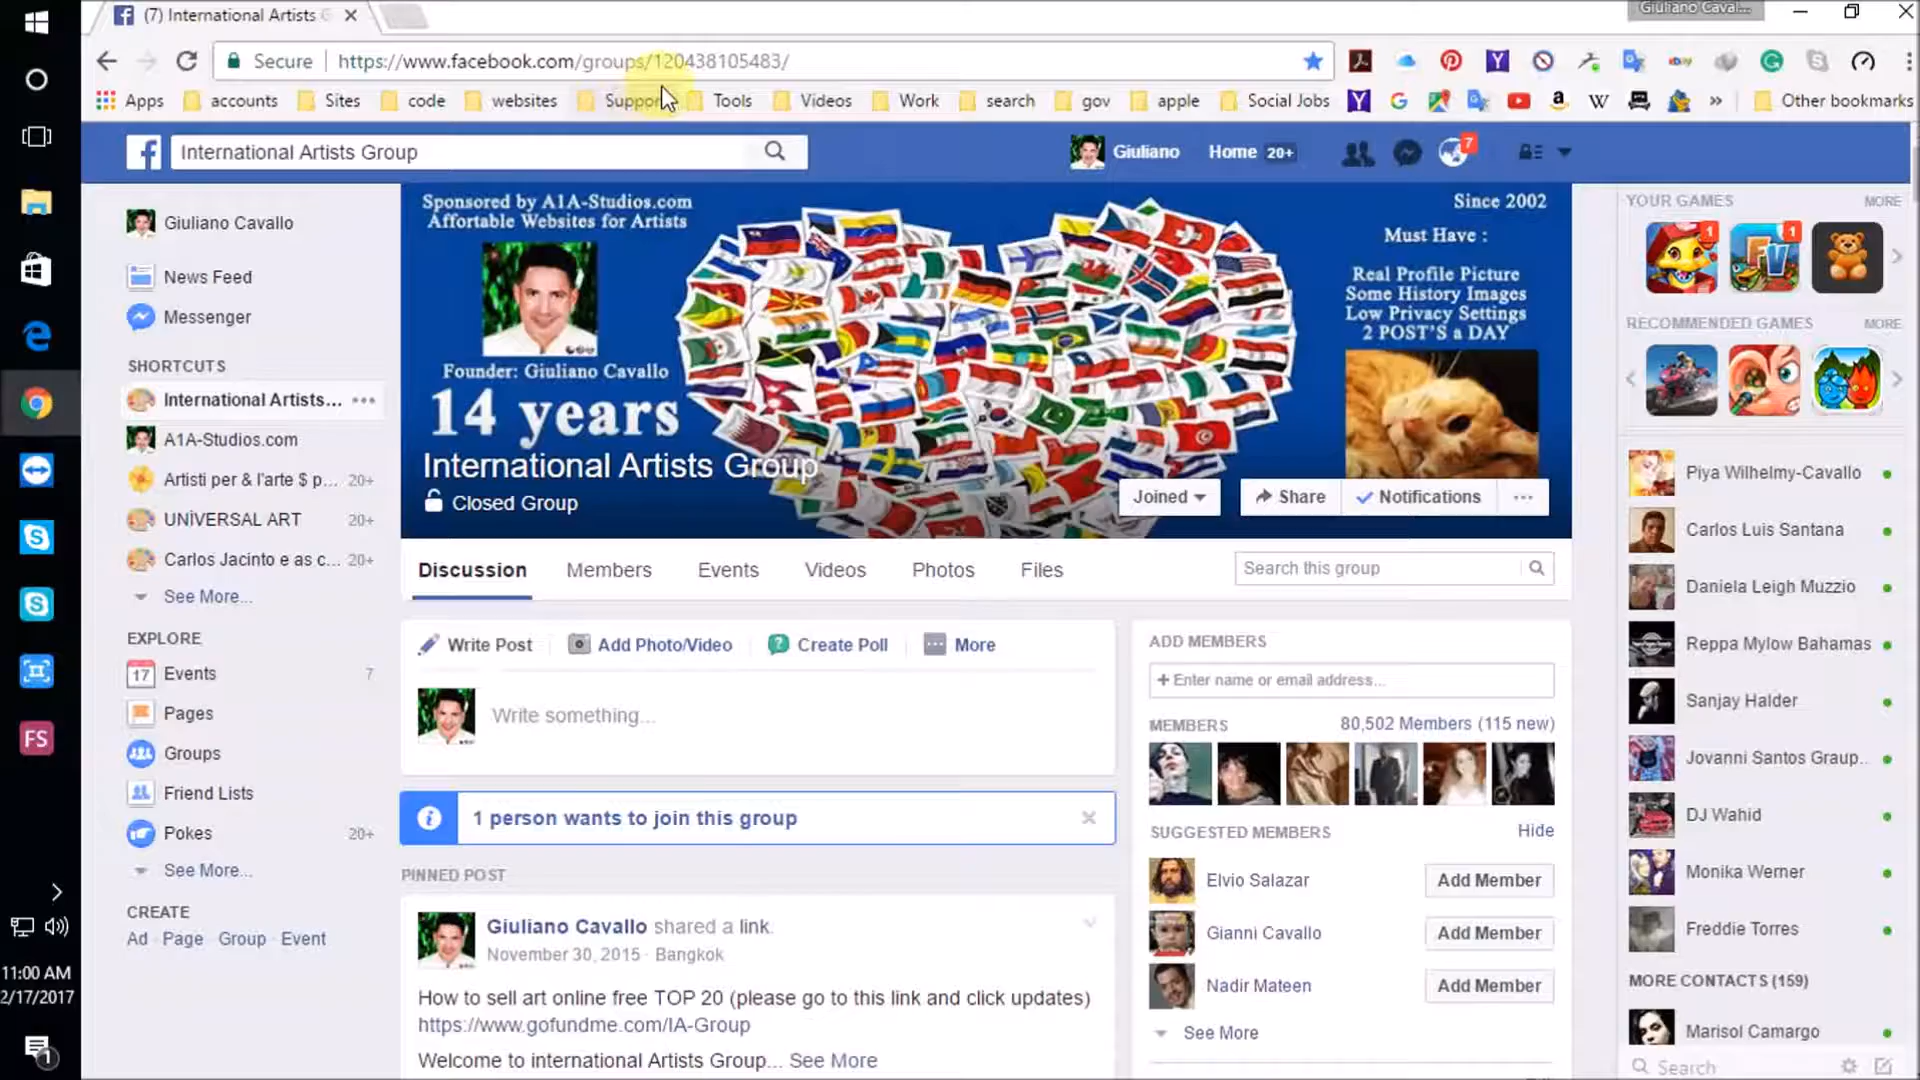 (7) International Artists G
Giuliano Caval...
Secure
https://www.facebook.com/groups/120438105483/
Apps
accounts
Sites
code
websites
Support
Tools
Videos
Work
search
gov
apple
Social Jobs
»
Other bookmarks
International Artists Group
Giuliano
Home 20+
7
Giuliano Cavallo
News Feed
Messenger
SHORTCUTS
International Artists...
A1A-Studios.com
Artisti per & l'arte $ p... 20+
UNİVERSAL ART 20+
Carlos Jacinto e as c... 20+
See More...
EXPLORE
17 Events 7
Pages
Groups
Friend Lists
Pokes 20+
See More...
CREATE
Ad · Page · Group · Event
Sponsored by A1A-Studios.com
Affortable Websites for Artists
Founder: Giuliano Cavallo
14 years
International Artists Group
Closed Group
Since 2002
Must Have :
Real Profile Picture
Some History Images
Low Privacy Settings
2 POST'S a DAY
Joined
Share
Notifications
Discussion
Members
Events
Videos
Photos
Files
Search this group
Write Post
Add Photo/Video
Create Poll
More
Write something...
1 person wants to join this group
PINNED POST
Giuliano Cavallo shared a link.
November 30, 2015 · Bangkok
How to sell art online free TOP 20 (please go to this link and click updates)
https://www.gofundme.com/IA-Group
Welcome to international Artists Group... See More
ADD MEMBERS
+ Enter name or email address...
MEMBERS
80,502 Members (115 new)
SUGGESTED MEMBERS
Hide
Elvio Salazar
Add Member
Gianni Cavallo
Add Member
Nadir Mateen
Add Member
See More
YOUR GAMES
MORE
1
1
FV
RECOMMENDED GAMES
MORE
Piya Wilhelmy-Cavallo
Carlos Luis Santana
Daniela Leigh Muzzio
Reppa Mylow Bahamas
Sanjay Halder
Jovanni Santos Group..
DJ Wahid
Monika Werner
Freddie Torres
MORE CONTACTS (159)
Marisol Camargo
Search
FS
11:00 AM
2/17/2017
1